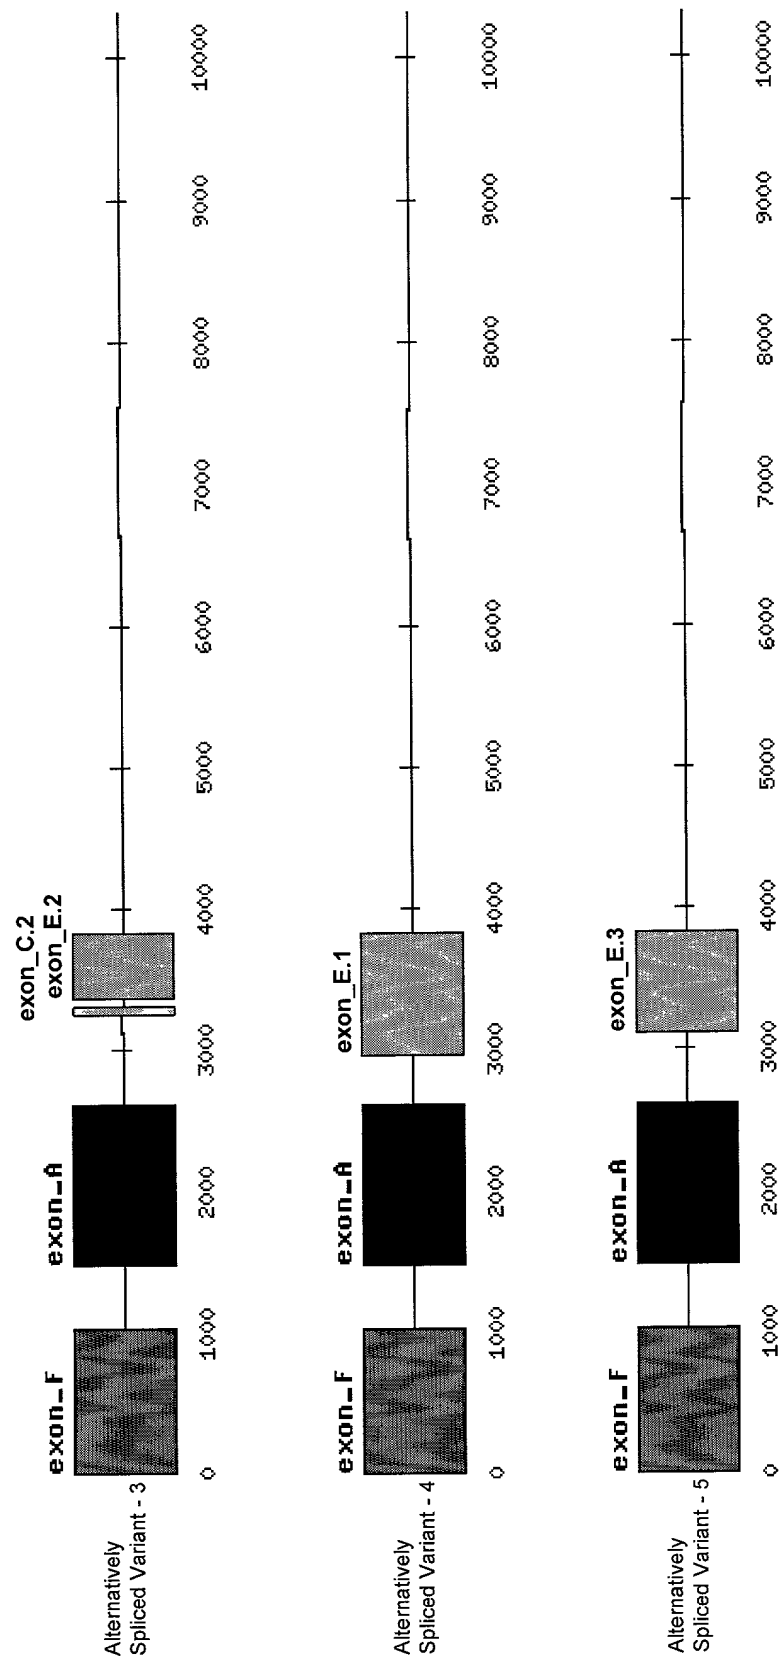 exon_C.2
exon_E.2
exon_F
exon_A
Alternatively
Spliced Variant - 3
0
1000
2000
3000
4000
5000
6000
7000
8000
9000
10000
exon_F
exon_A
exon_E.1
Alternatively
Spliced Variant - 4
0
1000
2000
3000
4000
5000
6000
7000
8000
9000
10000
exon_F
exon_A
exon_E.3
Alternatively
Spliced Variant - 5
0
1000
2000
3000
4000
5000
6000
7000
8000
9000
10000